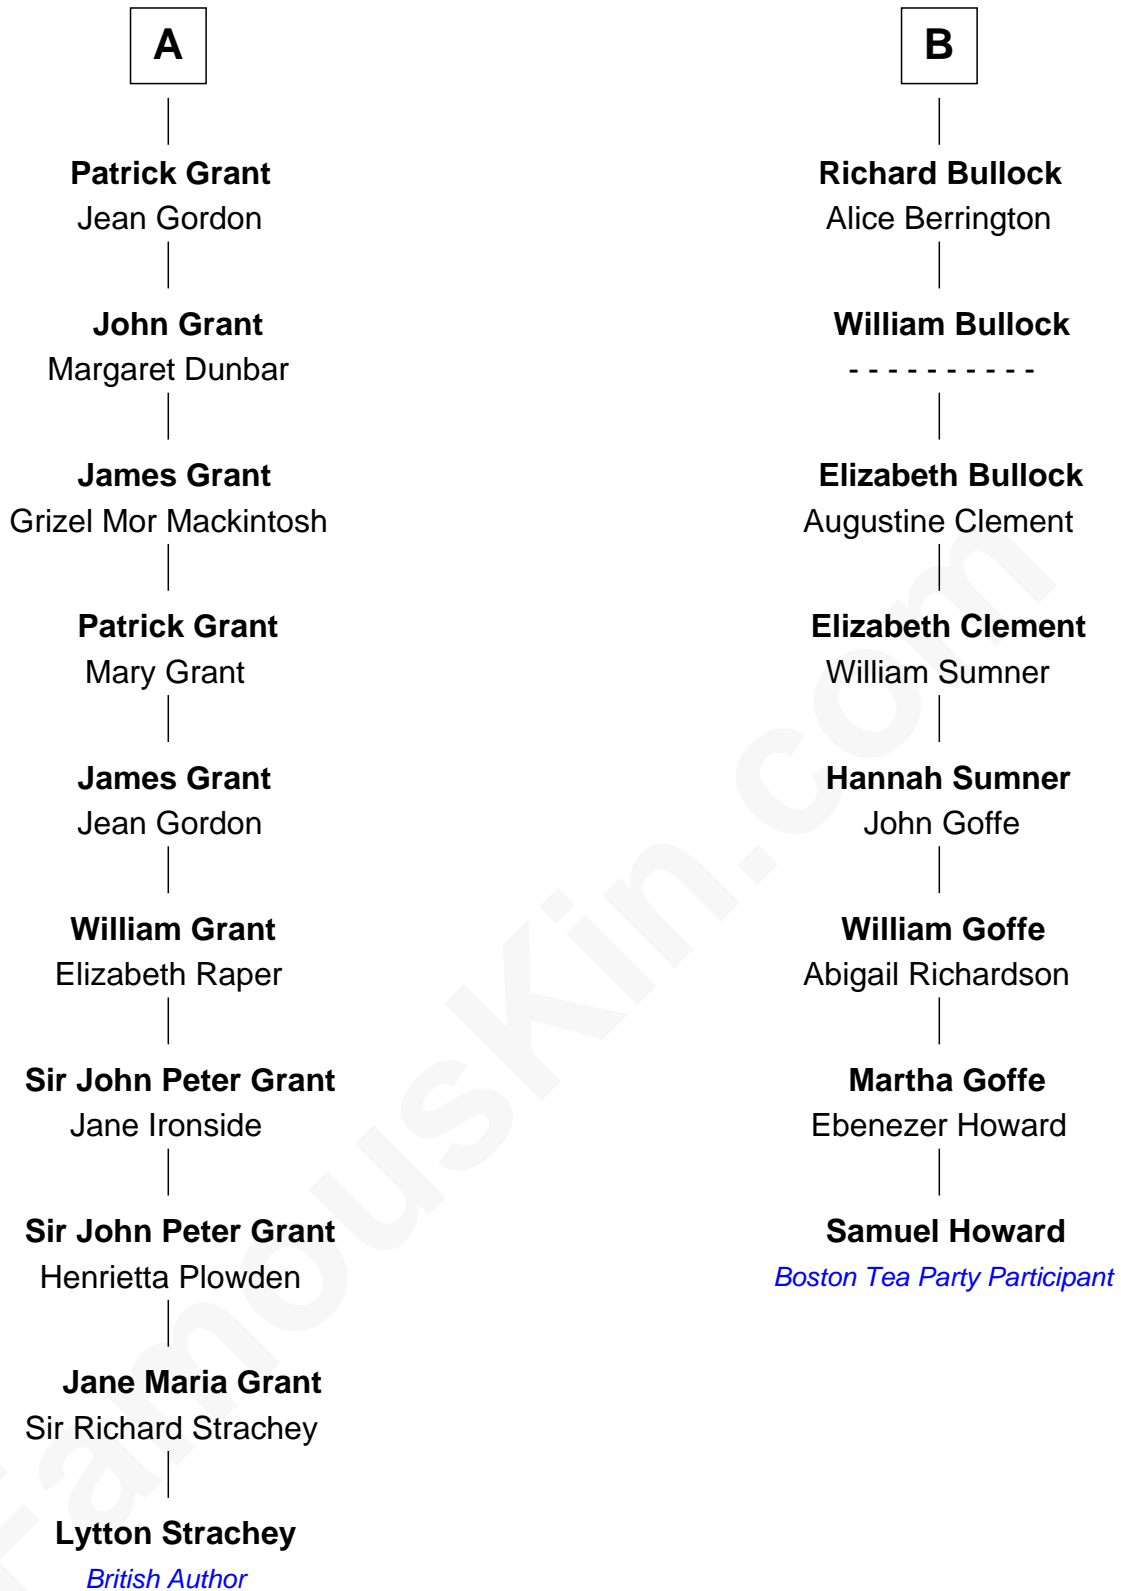 A
Patrick Grant
Jean Gordon
John Grant
Margaret Dunbar
James Grant
Grizel Mor Mackintosh
Patrick Grant
Mary Grant
James Grant
Jean Gordon
William Grant
Elizabeth Raper
Sir John Peter Grant
Jane Ironside
Sir John Peter Grant
Henrietta Plowden
Jane Maria Grant
Sir Richard Strachey
Lytton Strachey
British Author
B
Richard Bullock
Alice Berrington
William Bullock
- - - - - - - - - -
Elizabeth Bullock
Augustine Clement
Elizabeth Clement
William Sumner
Hannah Sumner
John Goffe
William Goffe
Abigail Richardson
Martha Goffe
Ebenezer Howard
Samuel Howard
Boston Tea Party Participant
FamousKin.com